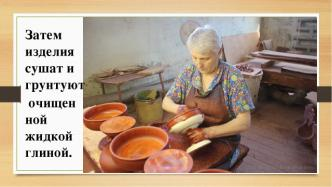 Затем
изделия
сушат и
грунтуют
очищен
ной
жидкой
глиной.